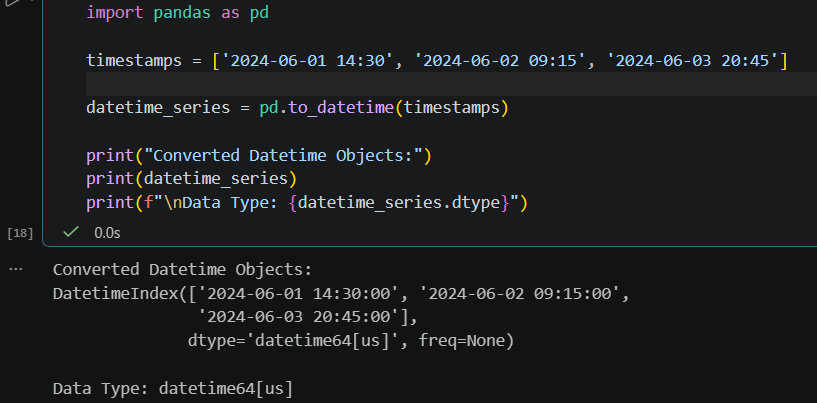 import pandas as pd
timestamps = ['2024-06-01 14:30', '2024-06-02 09:15', '2024-06-03 20:45']
datetime_series = pd.to_datetime(timestamps)
print("Converted Datetime Objects:")
print(datetime_series)
print(f"\nData Type: {datetime_series.dtype}")
[18] 0.0s
... Converted Datetime Objects:
DatetimeIndex(['2024-06-01 14:30:00', '2024-06-02 09:15:00',
'2024-06-03 20:45:00'],
dtype='datetime64[us]', freq=None)
Data Type: datetime64[us]